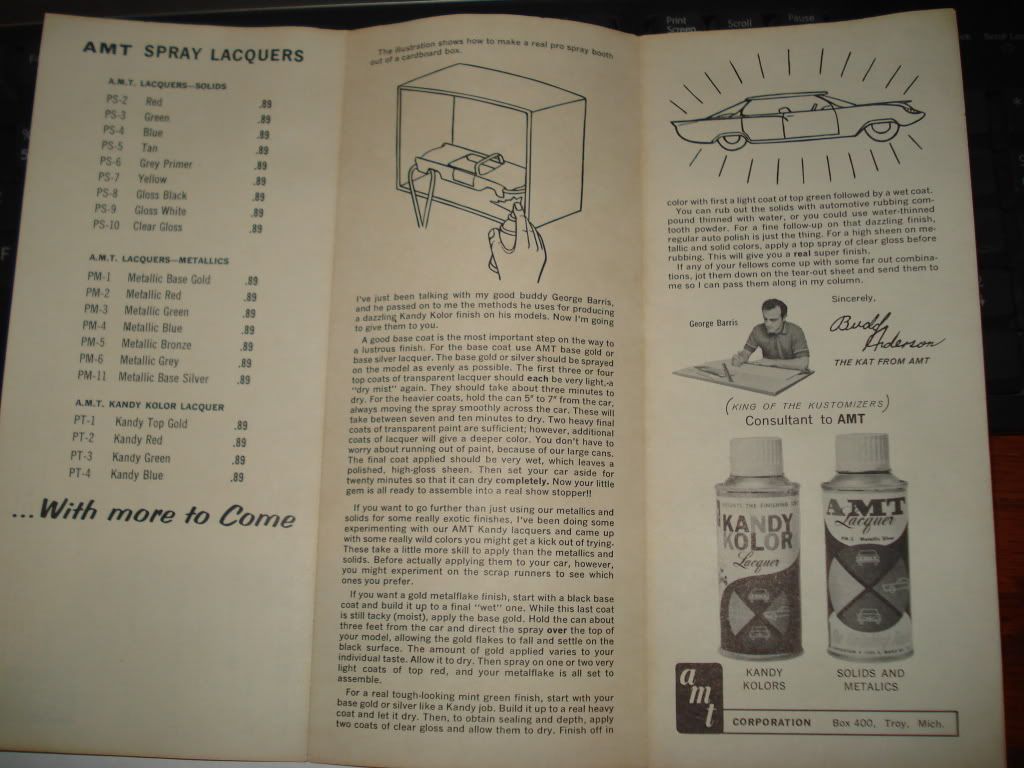 AMT SPRAY LACQUERS
A.M.T. LACQUERS—SOLIDS
PS-2 Red .89
PS-3 Green .89
PS-4 Blue .89
PS-5 Tan .89
PS-6 Grey Primer .89
PS-7 Yellow .89
PS-8 Gloss Black .89
PS-9 Gloss White .89
PS-10 Clear Gloss .89
A.M.T. LACQUERS—METALLICS
PM-1 Metallic Base Gold .89
PM-2 Metallic Red .89
PM-3 Metallic Green .89
PM-4 Metallic Blue .89
PM-5 Metallic Bronze .89
PM-6 Metallic Grey .89
PM-11 Metallic Base Silver .89
A.M.T. KANDY KOLOR LACQUER
PT-1 Kandy Top Gold .89
PT-2 Kandy Red .89
PT-3 Kandy Green .89
PT-4 Kandy Blue .89
...With more to Come
The illustration shows how to make a real pro spray booth
out of a cardboard box.
I've just been talking with my good buddy George Barris,
and he passed on to me the methods he uses for producing
a dazzling Kandy Kolor finish on his models. Now I'm going
to give them to you.
A good base coat is the most important step on the way to
a lustrous finish. For the base coat use AMT base gold or
base silver lacquer. The base gold or silver should be sprayed
on the model as evenly as possible. The first three or four
top coats of transparent lacquer should each be very light,-a
"dry mist" again. They should take about three minutes to
dry. For the heavier coats, hold the can 5" to 7" from the car,
always moving the spray smoothly across the car. These will
take between seven and ten minutes to dry. Two heavy final
coats of transparent paint are sufficient; however, additional
coats of lacquer will give a deeper color. You don't have to
worry about running out of paint, because of our large cans.
The final coat applied should be very wet, which leaves a
polished, high-gloss sheen. Then set your car aside for
twenty minutes so that it can dry completely. Now your little
gem is all ready to assemble into a real show stopper!!
If you want to go further than just using our metallics and
solids for some really exotic finishes, I've been doing some
experimenting with our AMT Kandy lacquers and came up
with some really wild colors you might get a kick out of trying-
These take a little more skill to apply than the metallics and
solids. Before actually applying them to your car, however,
you might experiment on the scrap runners to see which
ones you prefer.
If you want a gold metalflake finish, start with a black base
coat and build it up to a final "wet" one. While this last coat
is still tacky (moist), apply the base gold. Hold the can about
three feet from the car and direct the spray over the top of
your model, allowing the gold flakes to fall and settle on the
black surface. The amount of gold applied varies to your
individual taste. Allow it to dry. Then spray on one or two very
light coats of top red, and your metalflake is all set to
assemble.
For a real tough-looking mint green finish, start with your
base gold or silver like a Kandy job. Build it up to a real heavy
coat and let it dry. Then, to obtain sealing and depth, apply
two coats of clear gloss and allow them to dry. Finish off in
color with first a light coat of top green followed by a wet coat.
You can rub out the solids with automotive rubbing com-
pound thinned with water, or you could use water-thinned
tooth powder. For a fine follow-up on that dazzling finish,
regular auto polish is just the thing. For a high sheen on me-
tallic and solid colors, apply a top spray of clear gloss before
rubbing. This will give you a real super finish.
If any of your fellows come up with some far out combina-
tions, jot them down on the tear-out sheet and send them to
me so I can pass them along in my column.
Sincerely,
Budd
Anderson
THE KAT FROM AMT
George Barris
(KING OF THE KUSTOMIZERS)
Consultant to AMT
KANDY
KOLOR
Lacquer
AMT
Lacquer
KANDY
KOLORS
SOLIDS AND
METALICS
amt
CORPORATION Box 400, Troy, Mich.
Print
Screen
Scroll
Pause